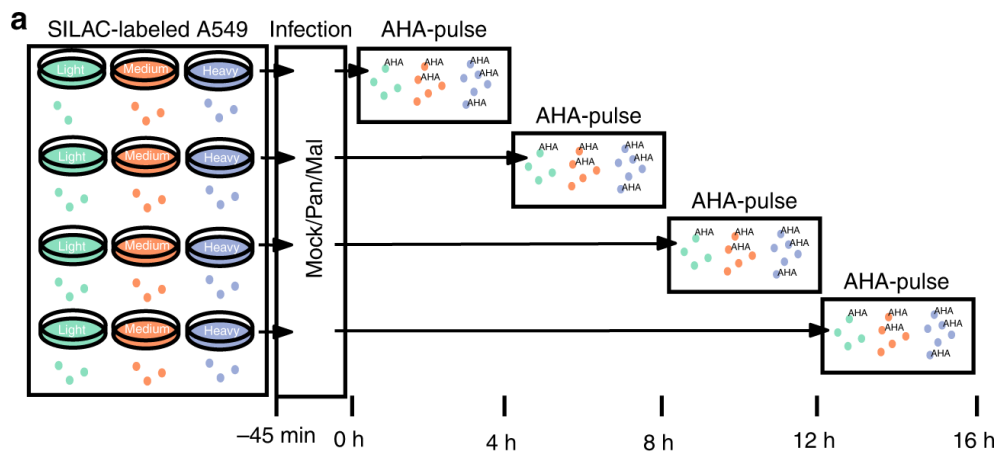 a
SILAC-labeled A549 Infection AHA-pulse
Light Medium Heavy
AHA AHA AHA
AHA AHA
AHA
AHA-pulse
Light Medium Heavy
AHA AHA AHA
AHA AHA
AHA
Mock/Pan/Mal
AHA-pulse
Light Medium Heavy
AHA AHA AHA
AHA AHA
AHA
AHA-pulse
Light Medium Heavy
AHA AHA AHA
AHA AHA
AHA
–45 min 0 h 4 h 8 h 12 h 16 h